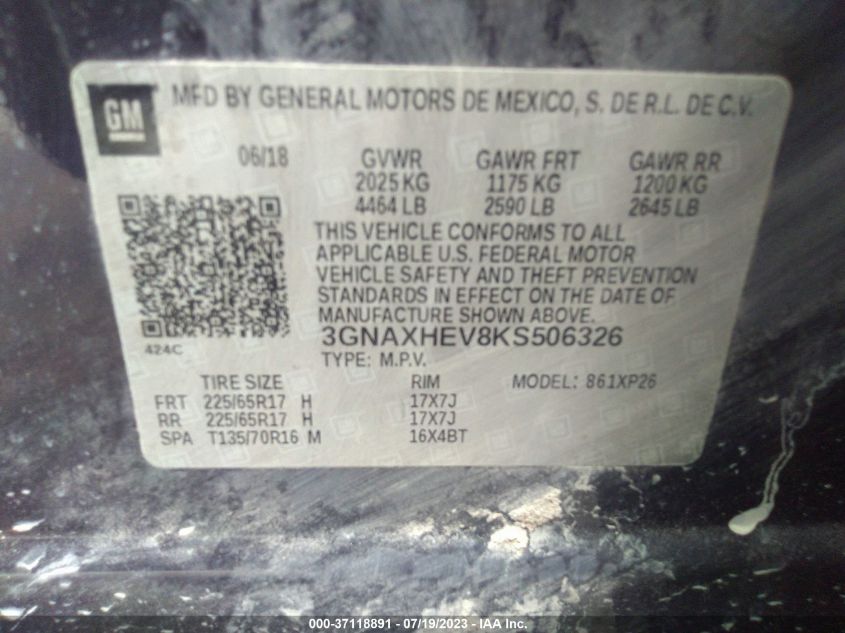 GM
MFD BY GENERAL MOTORS DE MEXICO, S. DE R.L. DE C.V.
06/18 GVWR GAWR FRT GAWR RR
2025 KG 1175 KG 1200 KG
4464 LB 2590 LB 2645 LB
THIS VEHICLE CONFORMS TO ALL
APPLICABLE U.S. FEDERAL MOTOR
VEHICLE SAFETY AND THEFT PREVENTION
STANDARDS IN EFFECT ON THE DATE OF
MANUFACTURE SHOWN ABOVE.
3GNAXHEV8KS506326
424C
TYPE: M.P.V.
TIRE SIZE RIM MODEL: 861XP26
FRT 225/65R17 H 17X7J
RR 225/65R17 H 17X7J
SPA T135/70R16 M 16X4BT
000-37118891 - 07/19/2023 - IAA Inc.